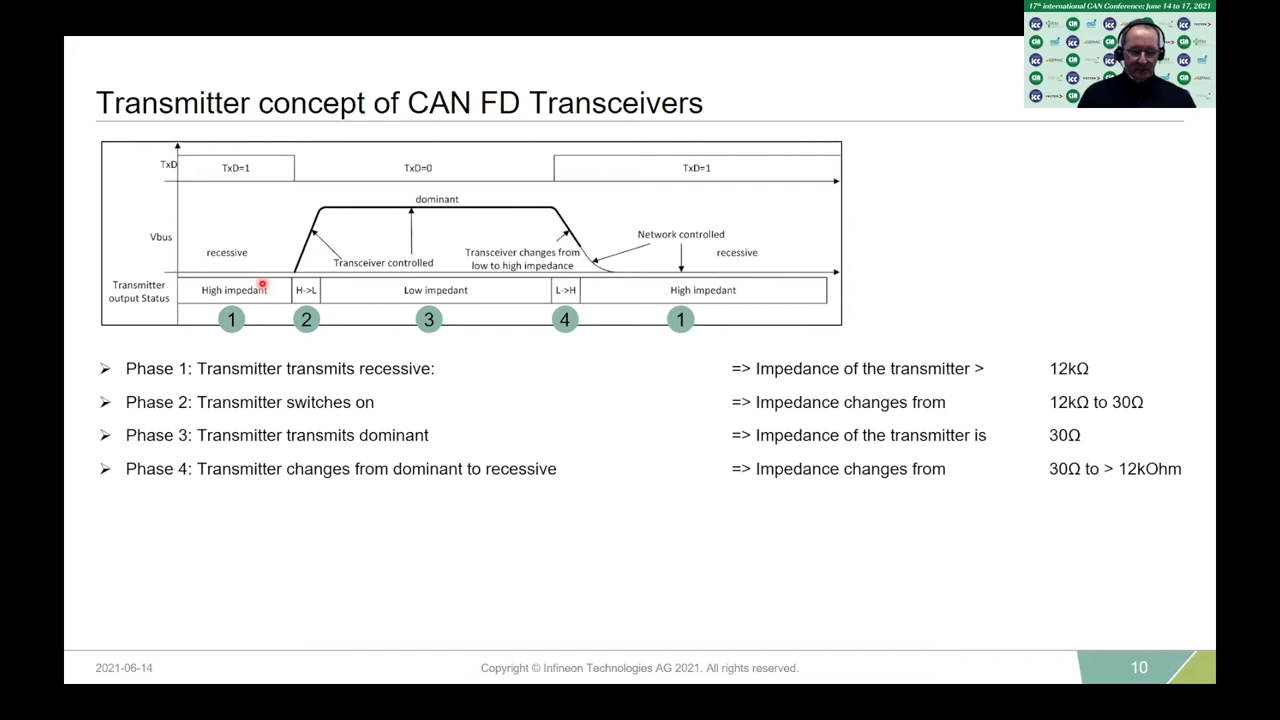 17th international CAN Conference: June 14 to 17, 2021
Transmitter concept of CAN FD Transceivers
TxD
TxD=1
TxD=0
TxD=1
dominant
Vbus
Network controlled
recessive
Transceiver controlled
Transceiver changes from
low to high impedance
recessive
Transmitter
output Status
High impedant
H->L
Low impedant
L->H
High impedant
1
2
3
4
1
➢ Phase 1: Transmitter transmits recessive: => Impedance of the transmitter > 12kΩ
➢ Phase 2: Transmitter switches on => Impedance changes from 12kΩ to 30Ω
➢ Phase 3: Transmitter transmits dominant => Impedance of the transmitter is 30Ω
➢ Phase 4: Transmitter changes from dominant to recessive => Impedance changes from 30Ω to > 12kOhm
2021-06-14
Copyright © Infineon Technologies AG 2021. All rights reserved.
10